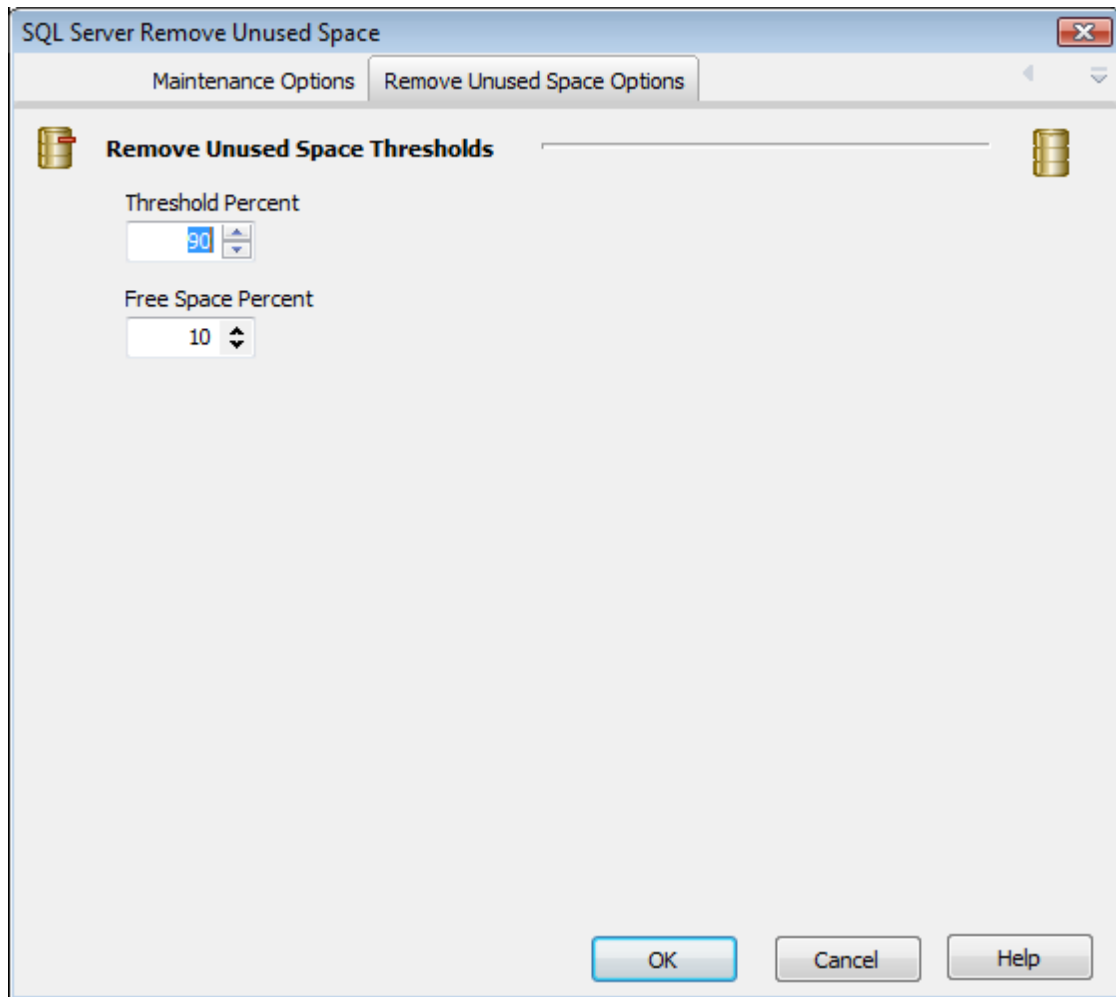 SQL Server Remove Unused Space
Maintenance Options Remove Unused Space Options
Remove Unused Space Thresholds
Threshold Percent
90
Free Space Percent
10
OK Cancel Help